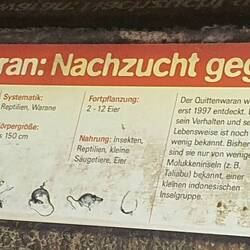 ran: Nachzucht geg
Systematik:
Reptilien, Warane
Körpergröße:
s 150 cm
Fortpflanzung:
2 - 12 Eier
Nahrung: Insekten,
Reptilien, kleine
Säugetiere, Eier
Der Quittenwaran w
erst 1997 entdeckt.
sein Verhalten und se
Lebensweise ist noch
wenig bekannt. Bisher
sind sie nur von wenige
Molukkeninseln (z. B.
Taliabu) bekannt, einer
kleinen indonesischen
Inselgruppe.